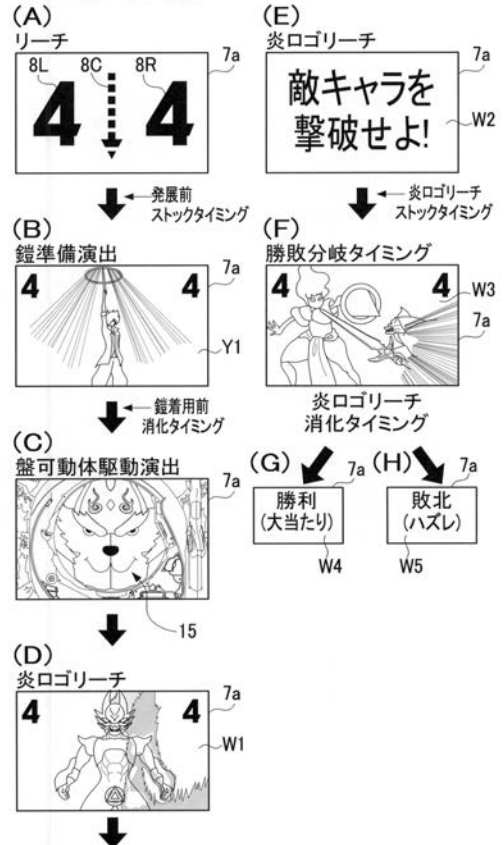 (A)
リーチ
7a
8L 8C 8R
4 4
発展前
ストックタイミング
(B)
鎧準備演出
7a
4 4
Y1
鎧着用前
消化タイミング
(C)
盤可動体駆動演出
7a
15
(D)
炎ロゴリーチ
7a
4 4
W1
(E)
炎ロゴリーチ
7a
敵キャラを
撃破せよ!
W2
炎ロゴリーチ
ストックタイミング
(F)
勝敗分岐タイミング
4 4
W3
7a
炎ロゴリーチ
消化タイミング
(G) 7a (H) 7a
勝利
(大当たり)
W4
敗北
(ハズレ)
W5